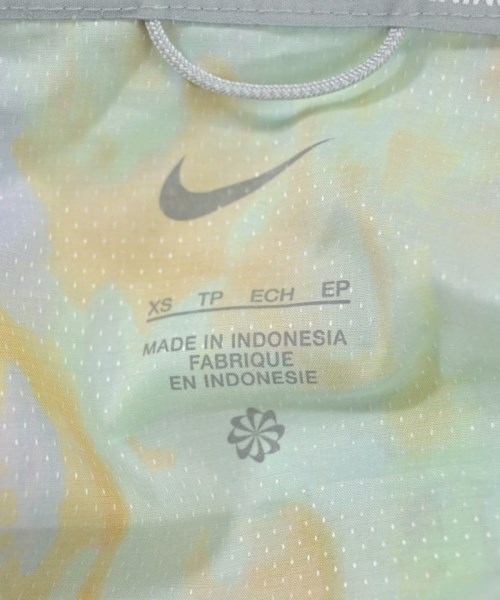 XS TP ECH EP
MADE IN INDONESIA
FABRIQUE
EN INDONESIE